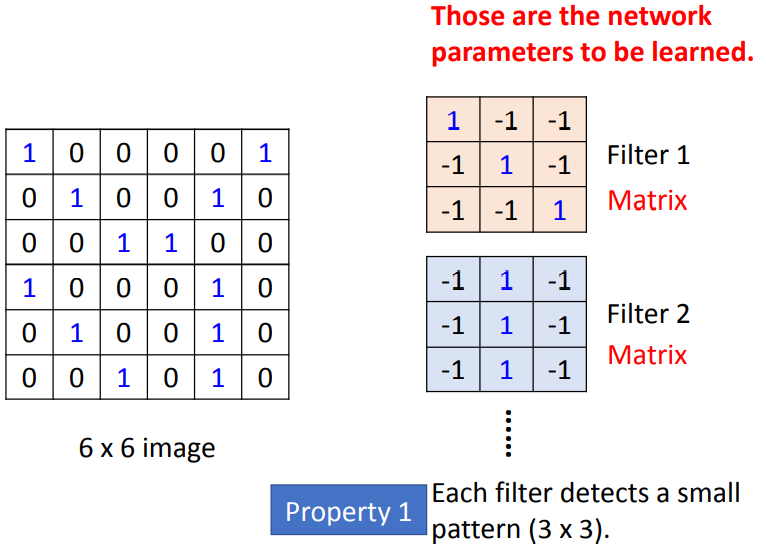 Those are the network
parameters to be learned.
1 0 0 0 0 1
0 1 0 0 1 0
0 0 1 1 0 0
1 0 0 0 1 0
0 1 0 0 1 0
0 0 1 0 1 0
6 x 6 image
1 -1 -1
-1 1 -1
-1 -1 1
Filter 1
Matrix
-1 1 -1
-1 1 -1
-1 1 -1
Filter 2
Matrix
Property 1
Each filter detects a small
pattern (3 x 3).